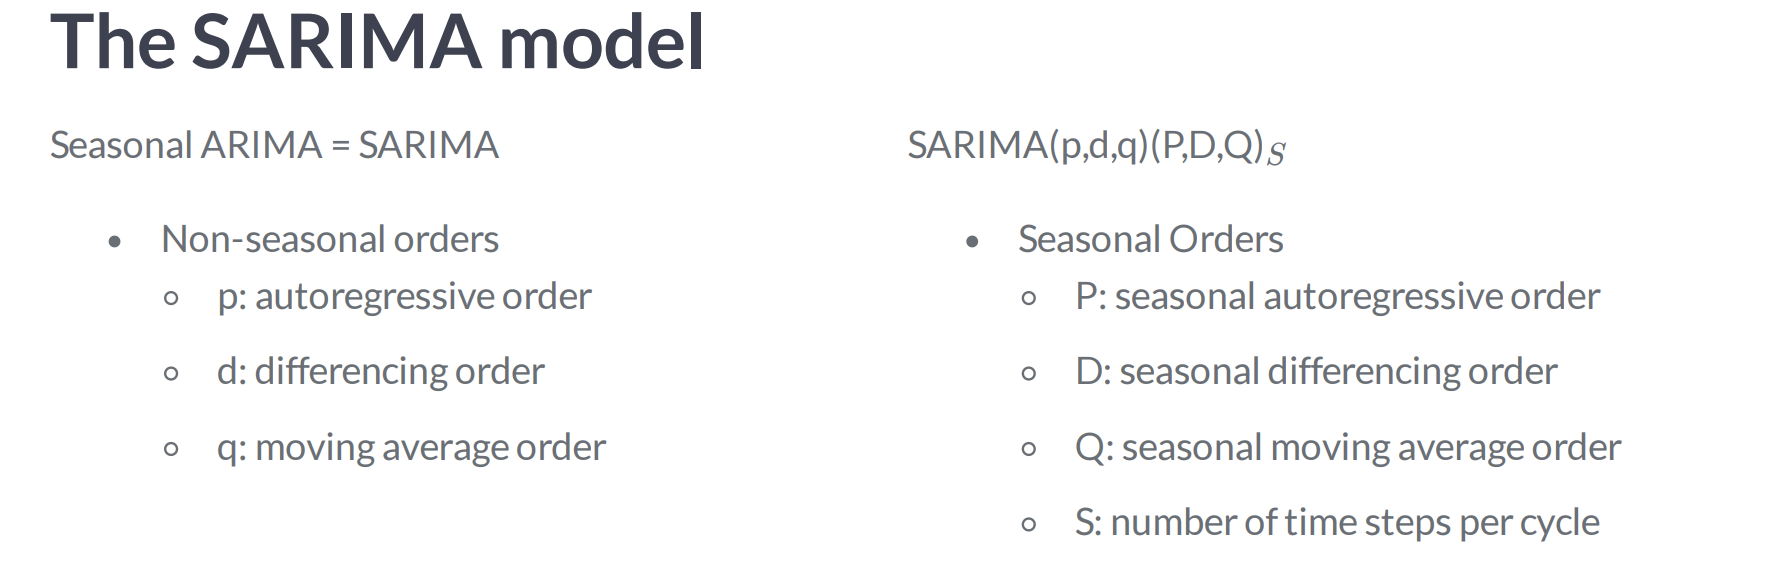 The SARIMA model
Seasonal ARIMA = SARIMA
• Non-seasonal orders
○ p: autoregressive order
○ d: differencing order
○ q: moving average order
SARIMA(p,d,q)(P,D,Q)S
• Seasonal Orders
○ P: seasonal autoregressive order
○ D: seasonal differencing order
○ Q: seasonal moving average order
○ S: number of time steps per cycle